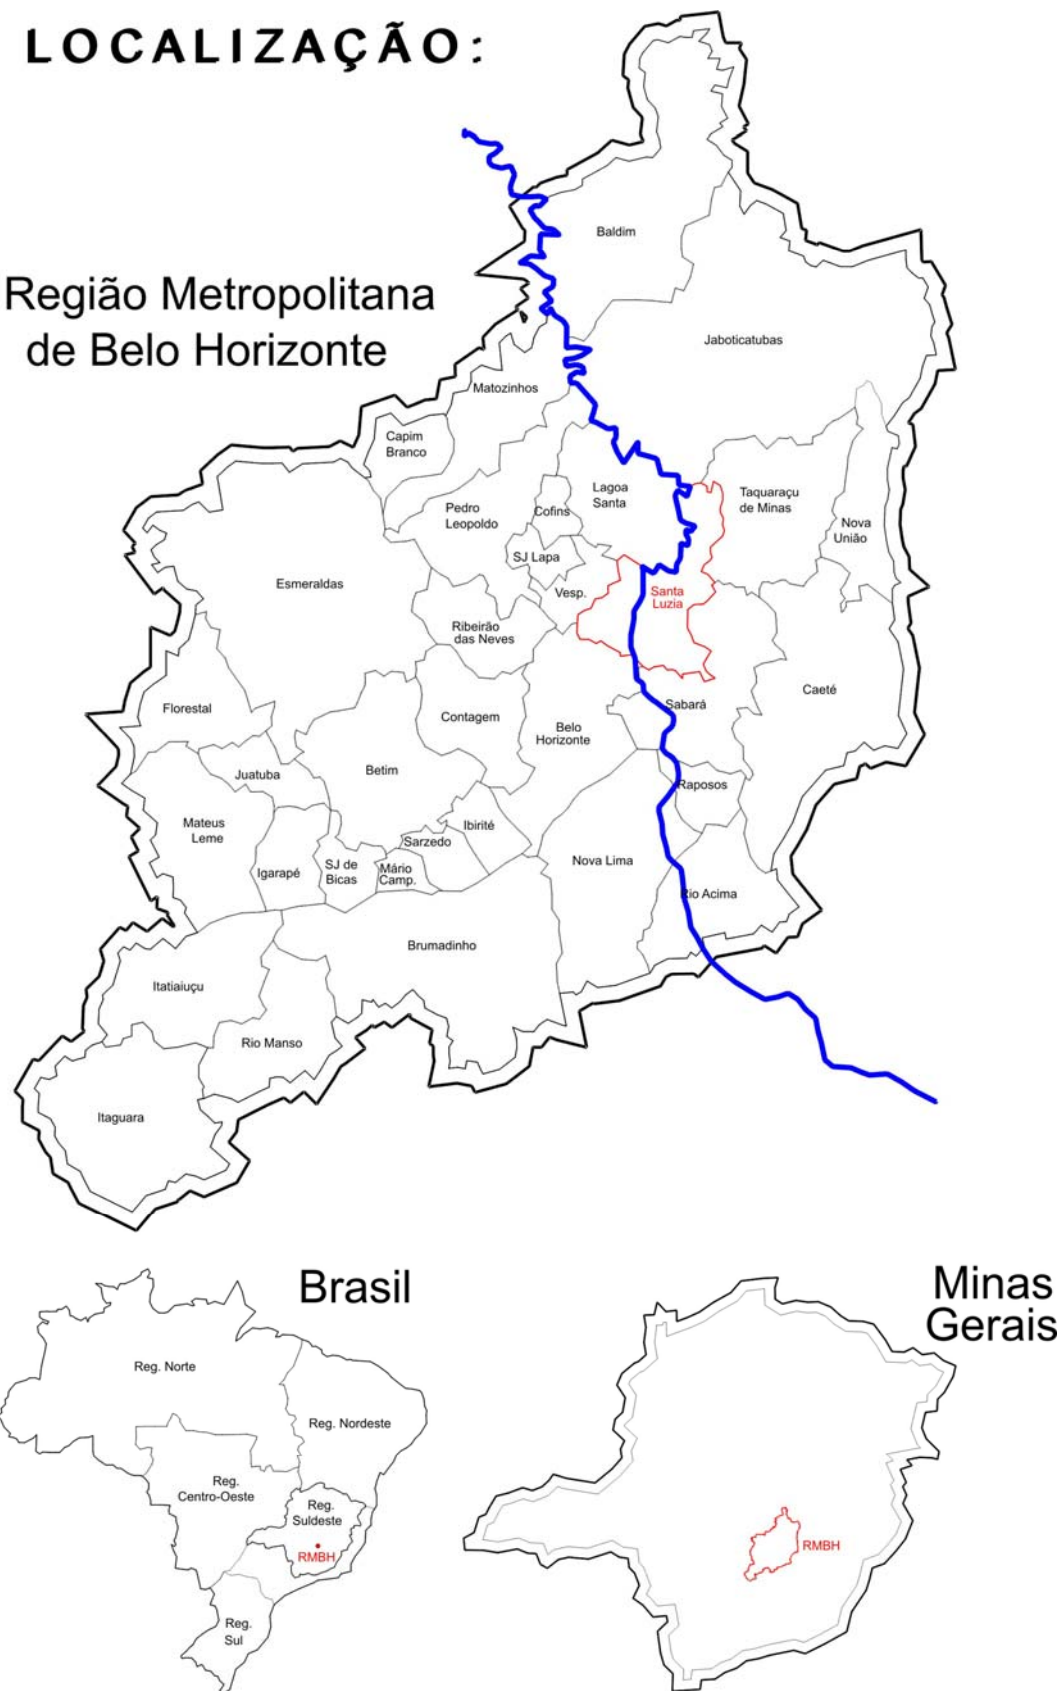 LOCALIZAÇÃO:
Região Metropolitana
de Belo Horizonte
Baldim
Jaboticatubas
Matozinhos
Capim
Branco
Lagoa
Santa
Taquaraçu
de Minas
Pedro
Leopoldo
Cofins
Nova
União
SJ Lapa
Esmeraldas
Vesp.
Santa
Luzia
Ribeirão
das Neves
Caeté
Florestal
Sabará
Contagem
Belo
Horizonte
Juatuba
Betim
Raposos
Mateus
Leme
Ibirité
Sarzedo
Nova Lima
Igarapé
SJ de
Bicas
Mário
Camp.
Rio Acima
Brumadinho
Itatiaiuçu
Rio Manso
Itaguara
Brasil
Minas
Gerais
Reg. Norte
Reg. Nordeste
Reg.
Centro-Oeste
Reg.
Suldeste
RMBH
Reg.
Sul
RMBH